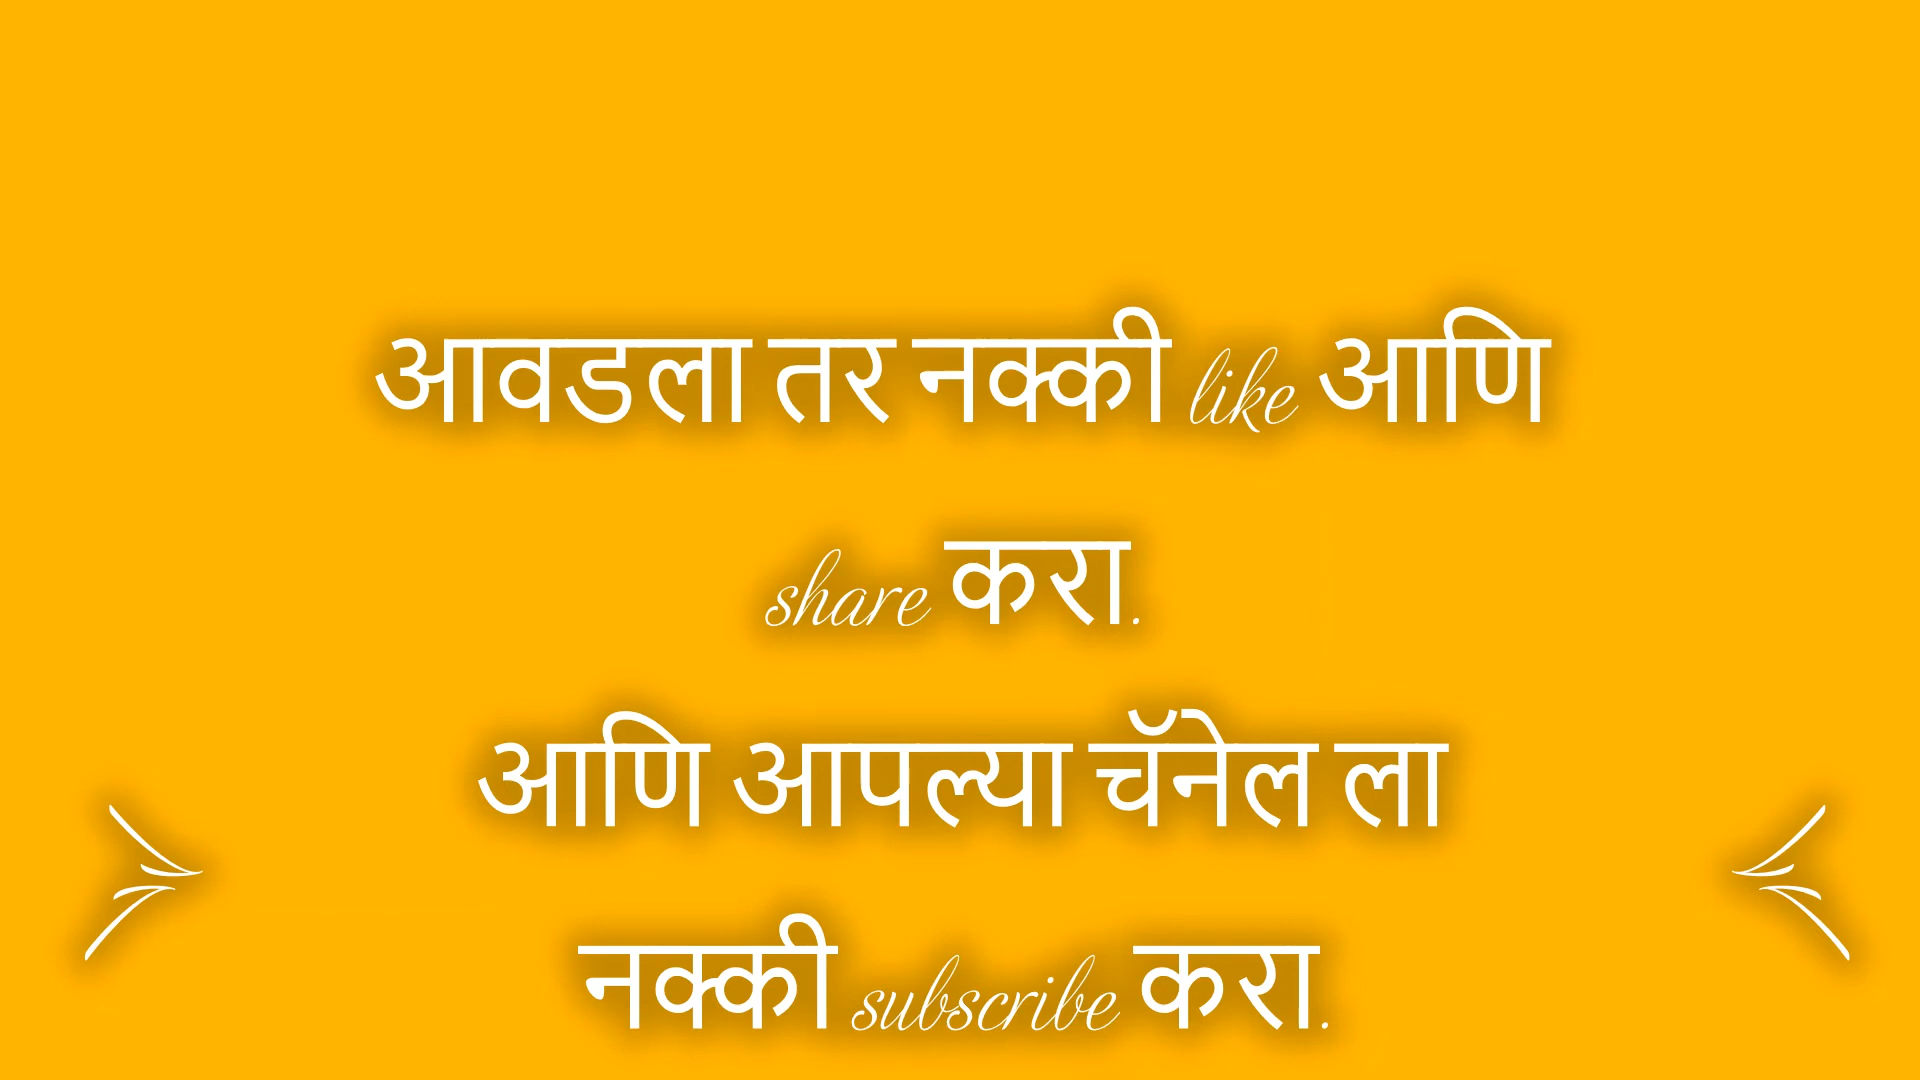 आवडला तर नक्की like आणि
share करा.
आणि आपल्या चॅनेल ला
नक्की subscribe करा.